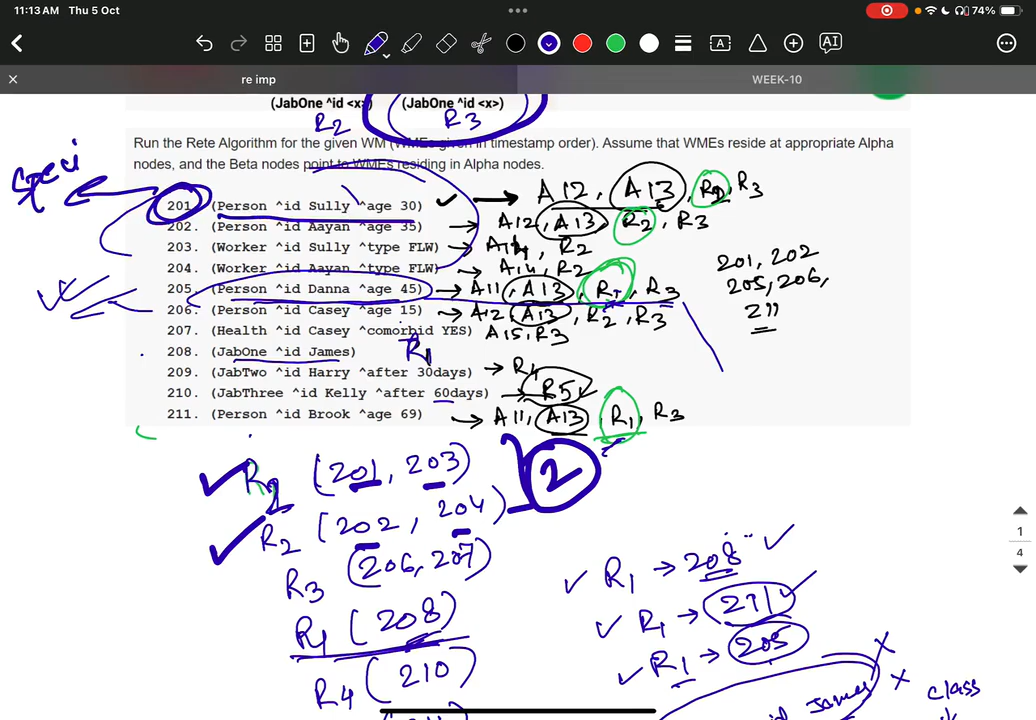 11:13 AM Thu 5 Oct
74%
re imp
WEEK-10
(JabOne ^id <x>) (JabOne ^id <x>)
R2 R3
Run the Rete Algorithm for the given WM (WMEs given in timestamp order). Assume that WMEs reside at appropriate Alpha
nodes, and the Beta nodes point to WMEs residing in Alpha nodes.
speci
201. (Person ^id Sully ^age 30) A12, A13, R2, R3
202. (Person ^id Aayan ^age 35) A12, A13, R2, R3
203. (Worker ^id Sully ^type FLW) A14, R2
204. (Worker ^id Aayan ^type FLW) A14, R2
205. (Person ^id Danna ^age 45) A11, A13, R1, R3
206. (Person ^id Casey ^age 15) A12, A13, R2, R3
207. (Health ^id Casey ^comorbid YES) A15, R3
208. (JabOne ^id James) R1
209. (JabTwo ^id Harry ^after 30days) R4
210. (JabThree ^id Kelly ^after 60days) R5
211. (Person ^id Brook ^age 69) A11, A13, R1, R3
201, 202
205, 206,
211
R2 (201, 203)
R2 (202, 204)
2
R3 (206, 207)
R1 (208)
R4 (210)
R1 → 208
R1 → 211
R1 → 205
id James
class
1
4